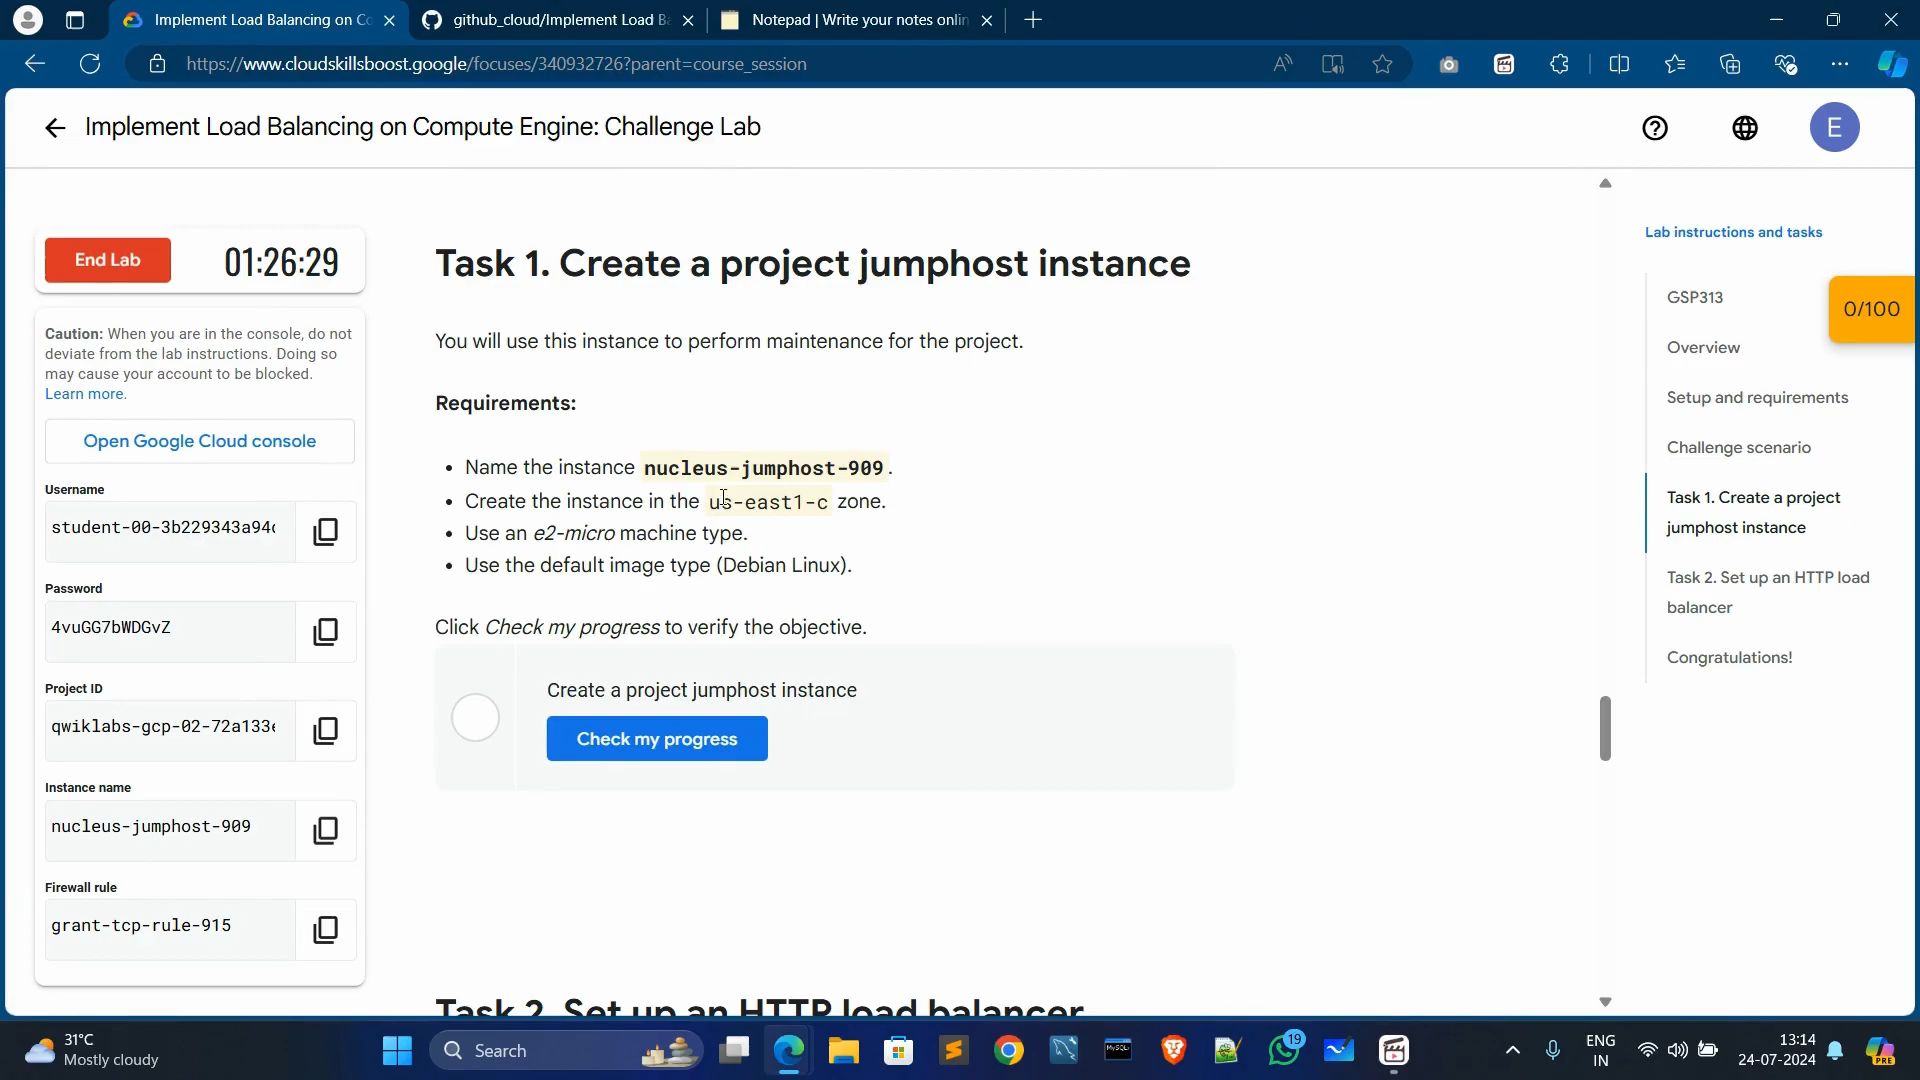 Implement Load Balancing on Co
github_cloud/Implement Load Ba
Notepad | Write your notes onlin
https://www.cloudskillsboost.google/focuses/340932726?parent=course_session
Implement Load Balancing on Compute Engine: Challenge Lab
E
End Lab
01:26:29
Caution: When you are in the console, do not
deviate from the lab instructions. Doing so
may cause your account to be blocked.
Learn more.
Open Google Cloud console
Username
student-00-3b229343a94
Password
4vuGG7bWDGvZ
Project ID
qwiklabs-gcp-02-72a133
Instance name
nucleus-jumphost-909
Firewall rule
grant-tcp-rule-915
Task 1. Create a project jumphost instance
You will use this instance to perform maintenance for the project.
Requirements:
• Name the instance nucleus-jumphost-909.
• Create the instance in the us-east1-c zone.
• Use an e2-micro machine type.
• Use the default image type (Debian Linux).
Click Check my progress to verify the objective.
Create a project jumphost instance
Check my progress
Task 2. Set up an HTTP load balancer
Lab instructions and tasks
GSP313
0/100
Overview
Setup and requirements
Challenge scenario
Task 1. Create a project
jumphost instance
Task 2. Set up an HTTP load
balancer
Congratulations!
31°C
Mostly cloudy
Search
MySQL
19
ENG
IN
13:14
24-07-2024
PRE